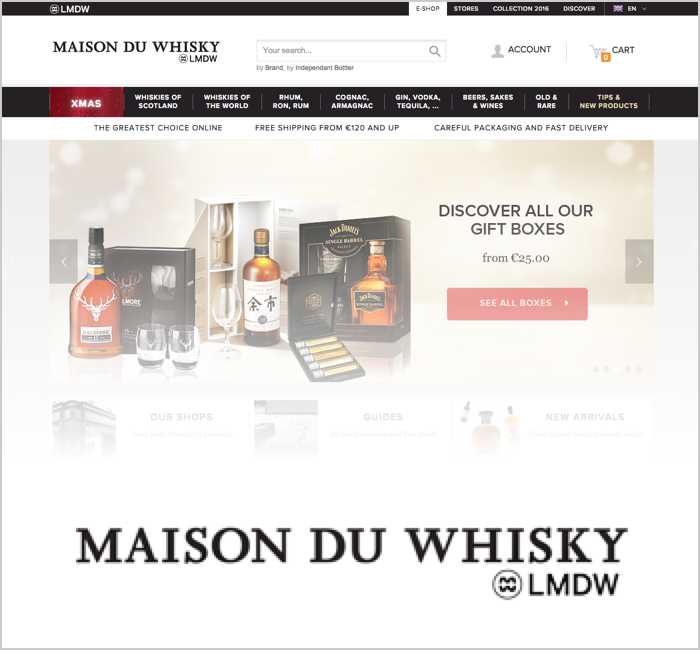 LMDW
E-SHOP STORES COLLECTION 2016 DISCOVER EN
MAISON DU WHISKY
LMDW
Your search...
by Brand, by Independant Bottler
ACCOUNT
CART
0
XMAS
WHISKIES OF
SCOTLAND
WHISKIES OF
THE WORLD
RHUM,
RON, RUM
COGNAC,
ARMAGNAC
GIN, VODKA,
TEQUILA, ...
BEERS, SAKES
& WINES
OLD &
RARE
TIPS &
NEW PRODUCTS
THE GREATEST CHOICE ONLINE FREE SHIPPING FROM €120 AND UP CAREFUL PACKAGING AND FAST DELIVERY
DISCOVER ALL OUR
GIFT BOXES
from €25.00
SEE ALL BOXES
JACK DANIEL'S
SINGLE BARREL
SELECT
DALMORE
15
余
市
SINGLE BARREL
OUR SHOPS
GUIDES
NEW ARRIVALS
MAISON DU WHISKY
LMDW